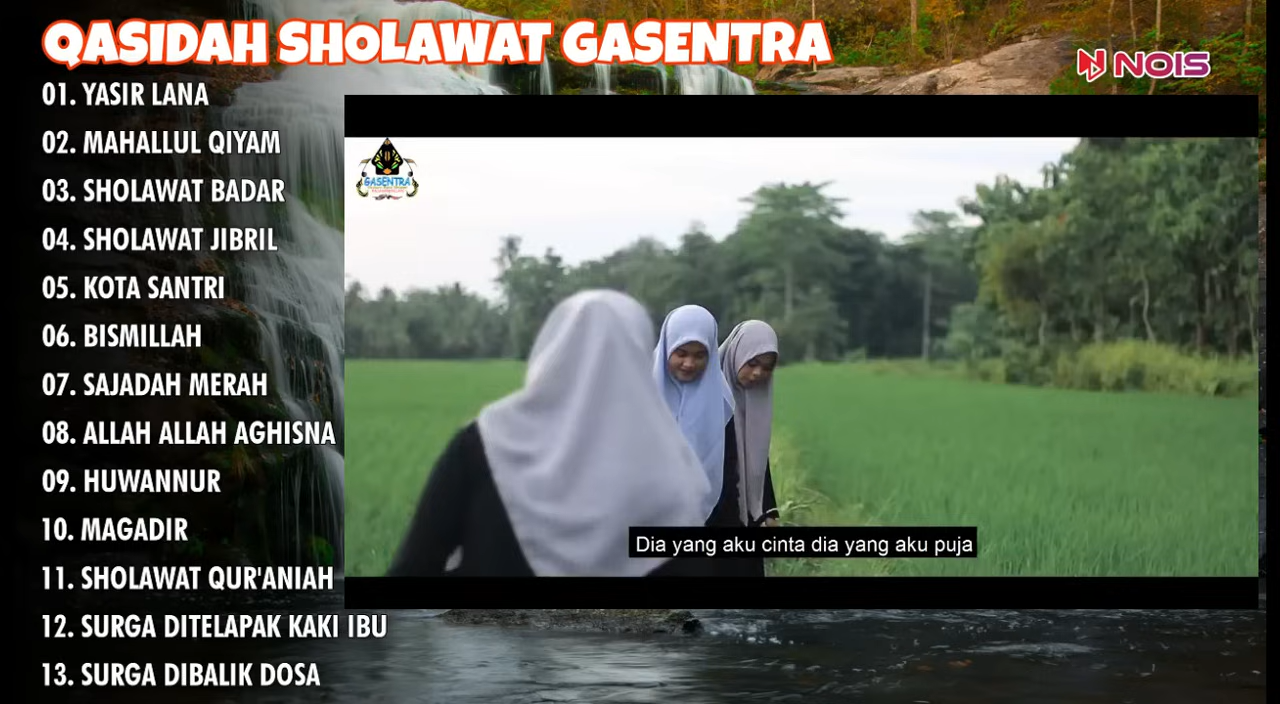 QASIDAH SHOLAWAT GASENTRA
NOIS
01. YASIR LANA
02. MAHALLUL QIYAM
03. SHOLAWAT BADAR
04. SHOLAWAT JIBRIL
05. KOTA SANTRI
06. BISMILLAH
07. SAJADAH MERAH
08. ALLAH ALLAH AGHISNA
09. HUWANNUR
10. MAGADIR
11. SHOLAWAT QUR'ANIAH
12. SURGA DITELAPAK KAKI IBU
13. SURGA DIBALIK DOSA
GASENTRA
Dia yang aku cinta dia yang aku puja